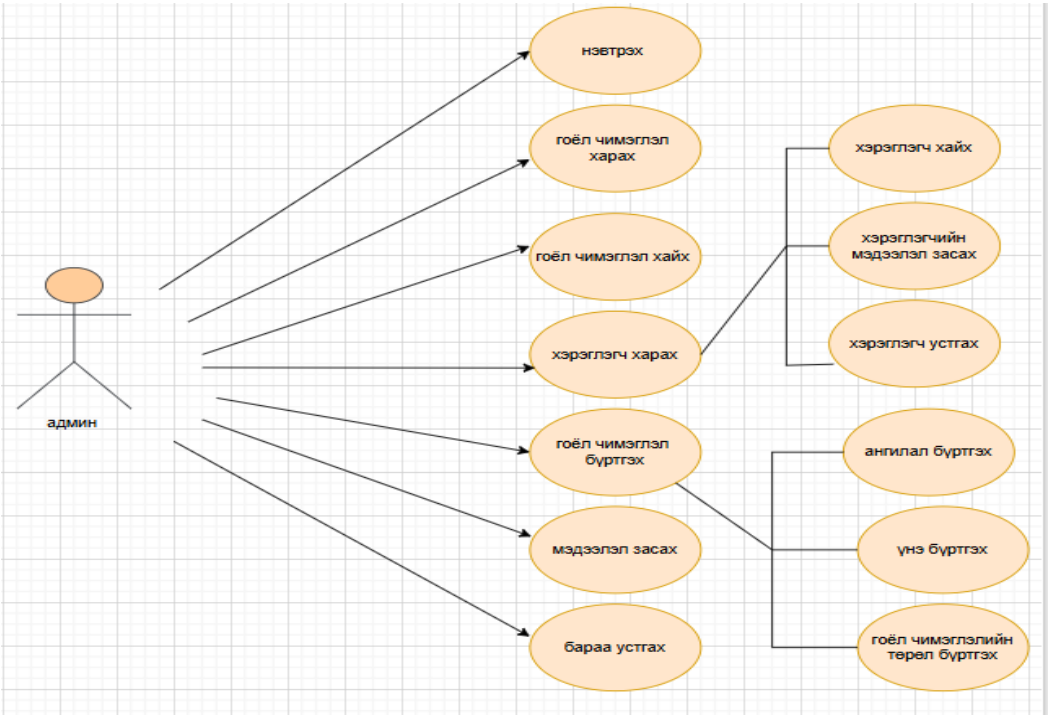 нэвтрэх
гоёл чимэглэл
харах
гоёл чимэглэл хайх
хэрэглэгч харах
гоёл чимэглэл
бүртгэх
мэдээлэл засах
бараа устгах
хэрэглэгч хайх
хэрэглэгчийн
мэдээлэл засах
хэрэглэгч устгах
ангилал бүртгэх
үнэ бүртгэх
гоёл чимэглэлийн
төрөл бүртгэх
админ